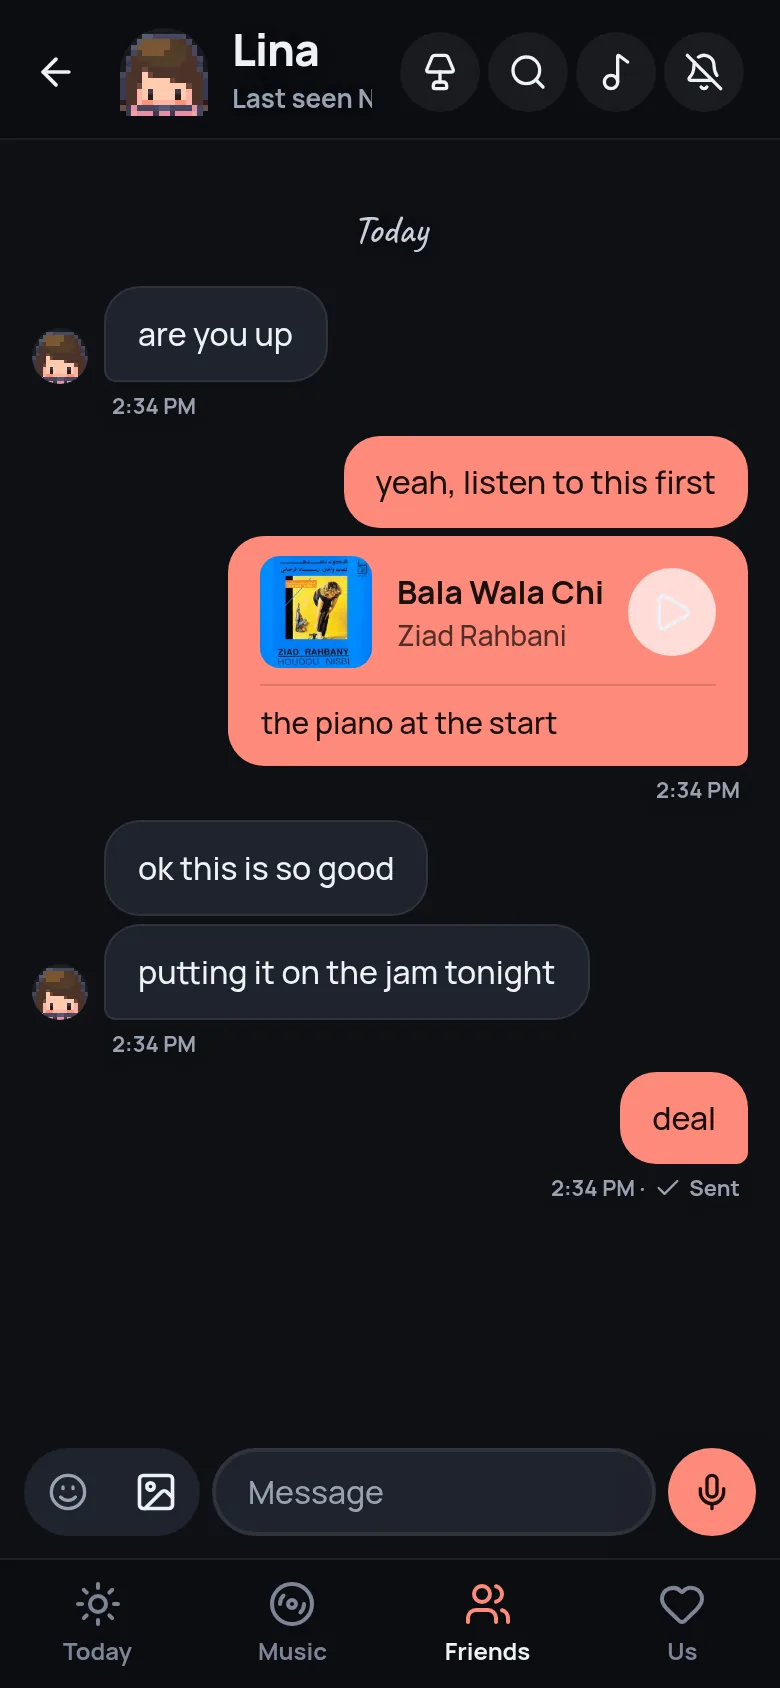 Lina
Last seen N
Today
are you up
2:34 PM
yeah, listen to this first
Bala Wala Chi
Ziad Rahbani
ZIAD RAHBANY
HOUDOU NISBI
the piano at the start
2:34 PM
ok this is so good
putting it on the jam tonight
2:34 PM
deal
2:34 PM · ✓ Sent
Message
Today
Music
Friends
Us